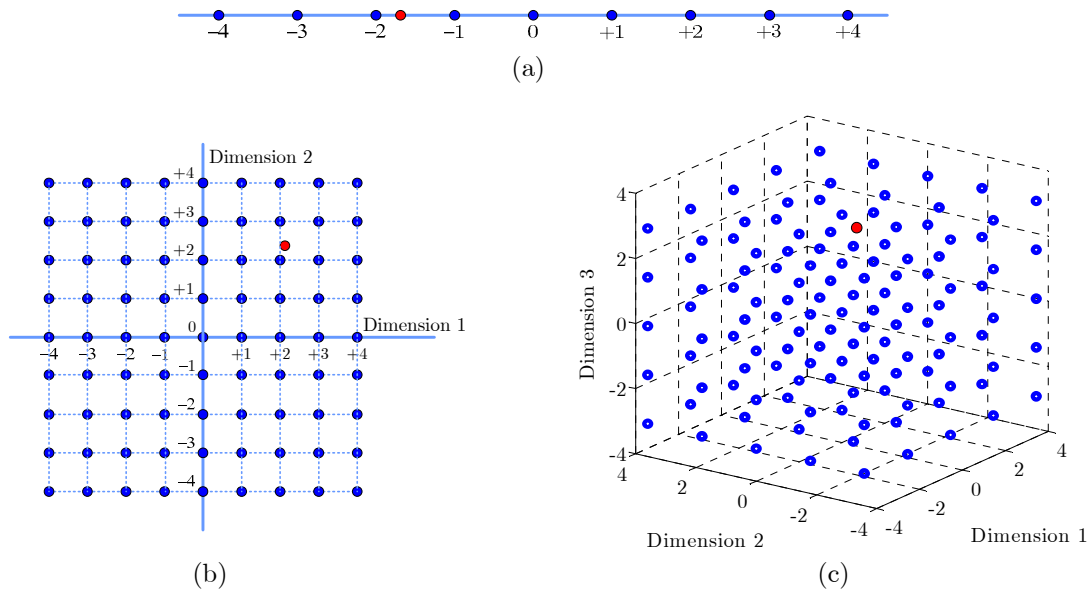 –4 –3 –2 –1 0 +1 +2 +3 +4
(a)
Dimension 2
+4
+3
+2
+1
0
Dimension 1
–4 –3 –2 –1 +1 +2 +3 +4
–1
–2
–3
–4
(b)
Dimension 3
4
2
0
-2
-4
4
2
0
-2
-4
-4
-2
0
2
4
Dimension 2
Dimension 1
(c)